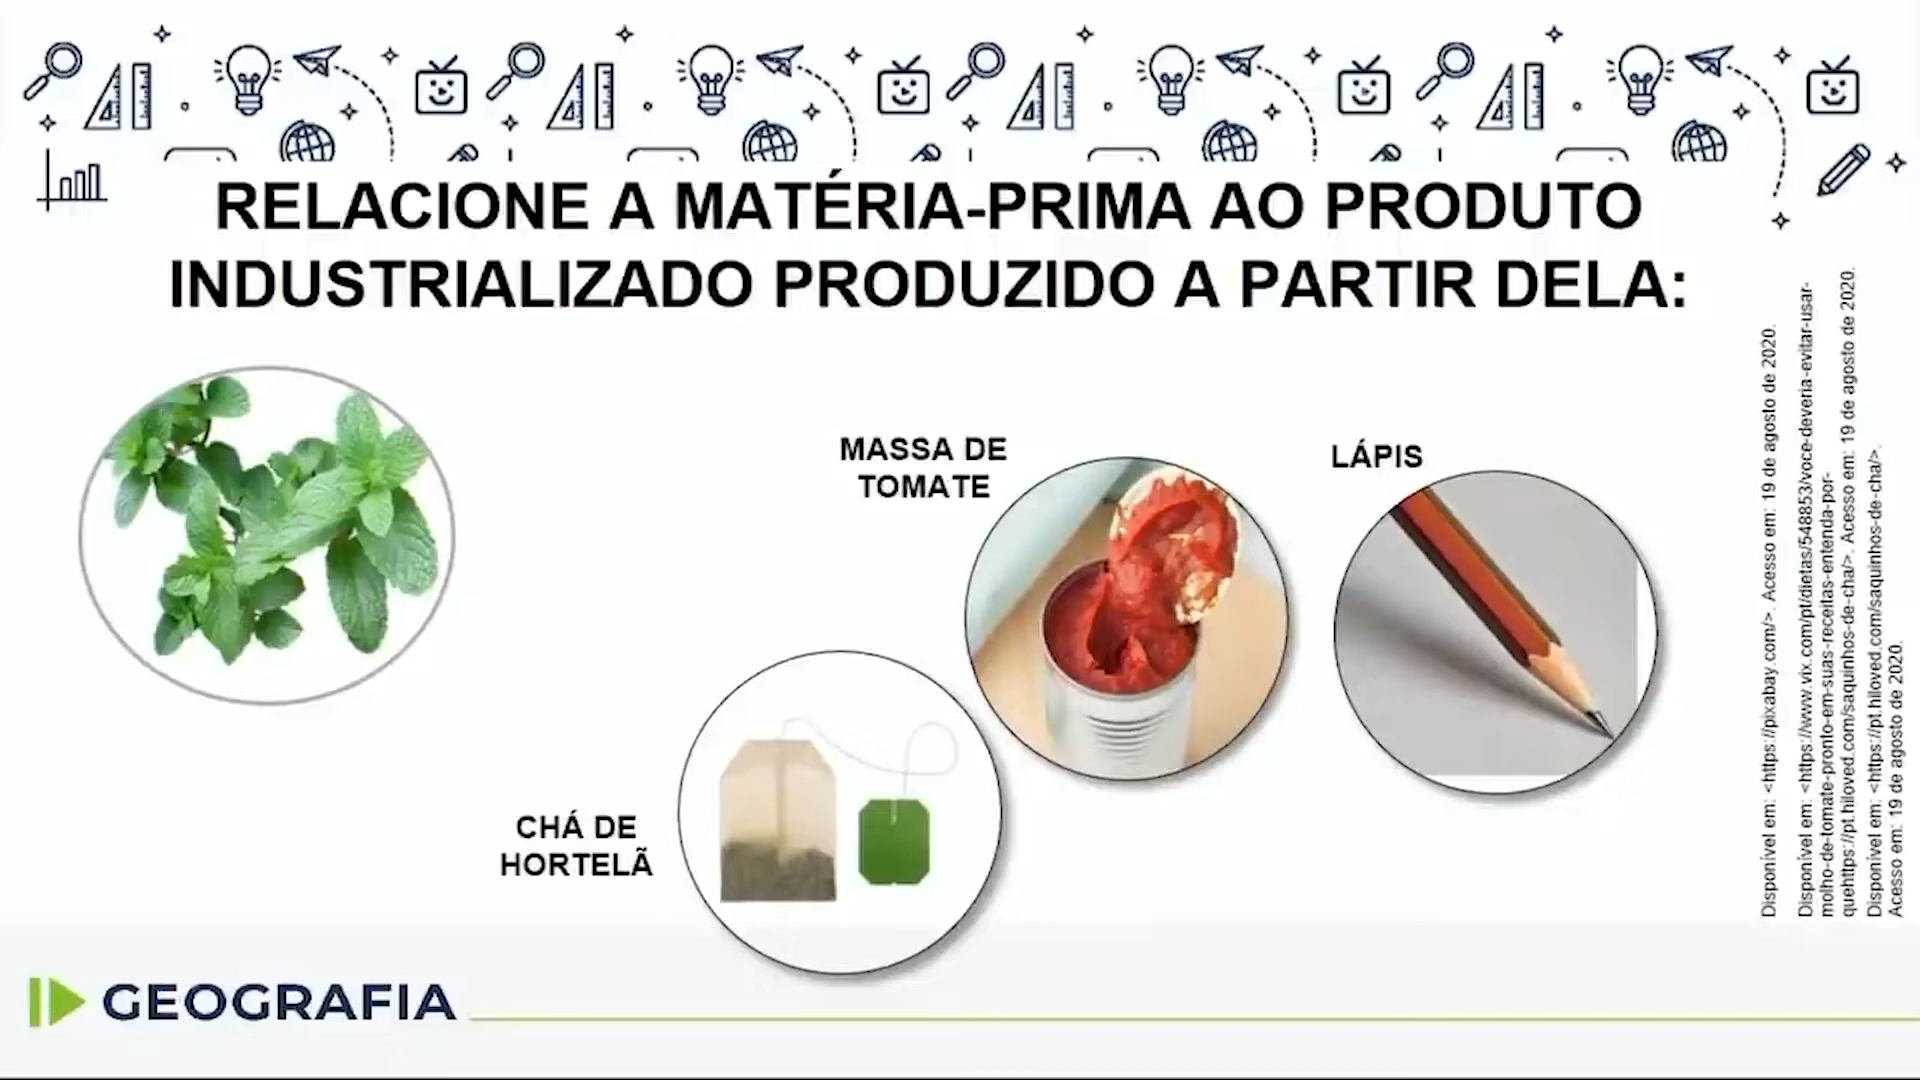 RELACIONE A MATÉRIA-PRIMA AO PRODUTO
INDUSTRIALIZADO PRODUZIDO A PARTIR DELA:
MASSA DE
TOMATE
LÁPIS
CHÁ DE
HORTELÃ
GEOGRAFIA
Disponível em: <https://pixabay.com/>. Acesso em: 19 de agosto de 2020.
Disponível em: <https://www.vix.com/pt/dietas/548853/voce-deveria-evitar-usar-
molho-de-tomate-pronto-em-suas-receitas-entenda-por-
quehttps://pt.hiloved.com/saquinhos-de-cha/>. Acesso em: 19 de agosto de 2020.
Disponível em: <https://pt.hiloved.com/saquinhos-de-cha/>.
Acesso em: 19 de agosto de 2020.